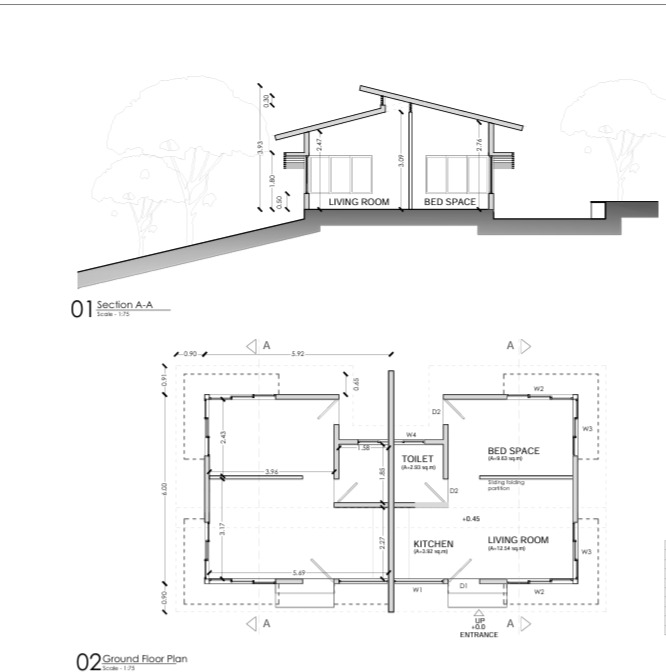 0.30
3.93
2.47
3.09
2.76
1.80
0.50
LIVING ROOM
BED SPACE
01 Section A-A
Scale - 1:75
A
A
0.90
5.92
0.91
0.65
W2
D2
W3
2.43
W4
1.58
BED SPACE
(A=9.63 sq.m)
TOILET
(A=2.93 sq.m)
3.96
1.85
Sliding folding
partition
D2
6.00
+0.45
3.17
2.27
KITCHEN
(A=3.82 sq.m)
LIVING ROOM
(A=12.54 sq.m)
W3
5.69
0.90
W1
D1
W2
A
UP
+0.0
ENTRANCE
A
02 Ground Floor Plan
Scale - 1:75